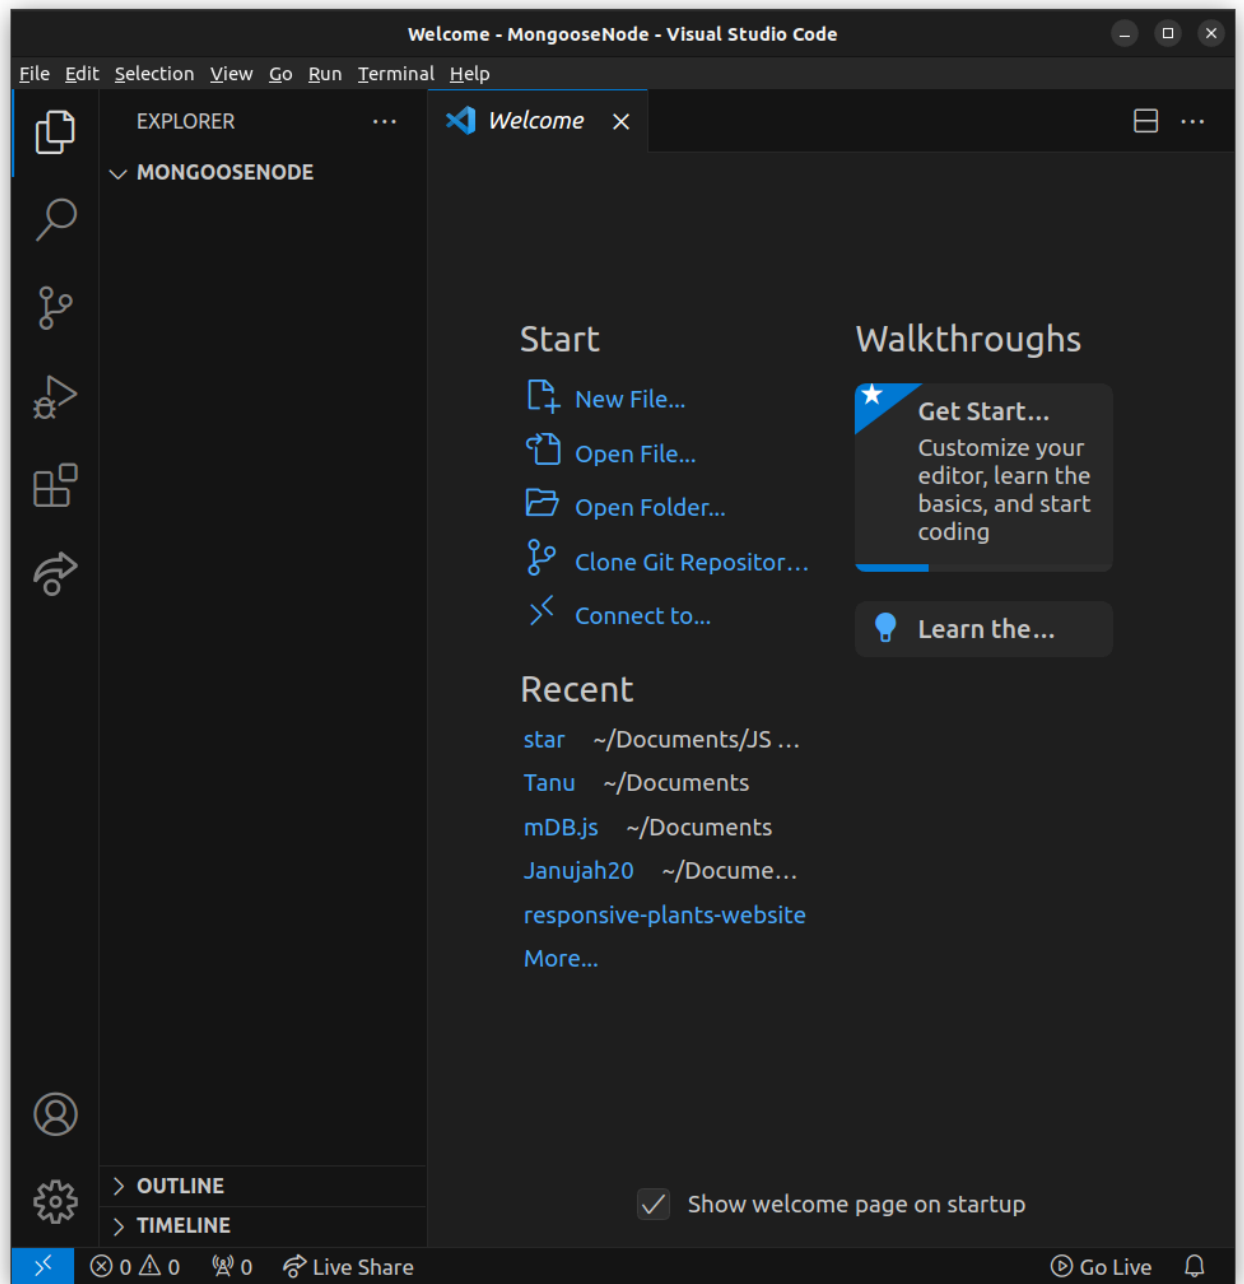 Welcome - MongooseNode - Visual Studio Code
File Edit Selection View Go Run Terminal Help
EXPLORER
MONGOOSENODE
OUTLINE
TIMELINE
Welcome
Start
New File...
Open File...
Open Folder...
Clone Git Repositor...
Connect to...
Recent
star ~/Documents/JS ...
Tanu ~/Documents
mDB.js ~/Documents
Janujah20 ~/Docume...
responsive-plants-website
More...
Walkthroughs
Get Start...
Customize your
editor, learn the
basics, and start
coding
Learn the...
Show welcome page on startup
0 0 0 Live Share Go Live